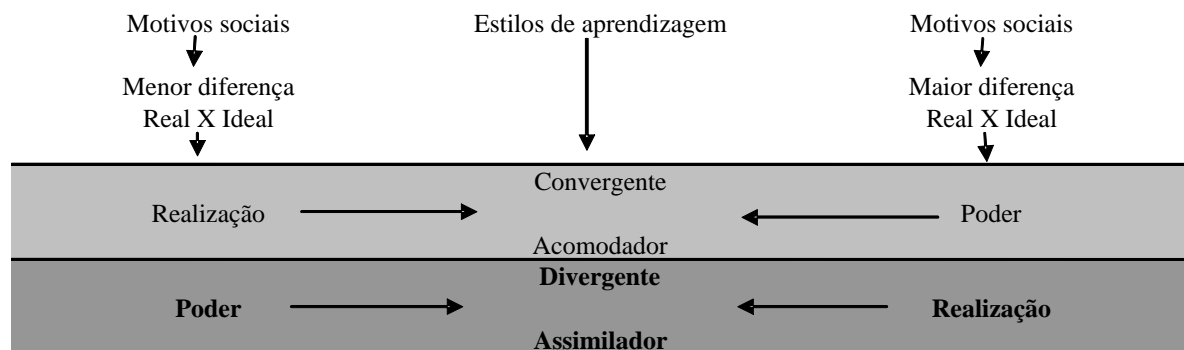 Motivos sociais Estilos de aprendizagem Motivos sociais
Menor diferença Maior diferença
Real X Ideal Real X Ideal
Convergente
Realização Poder
Acomodador
Divergente
Poder Realização
Assimilador